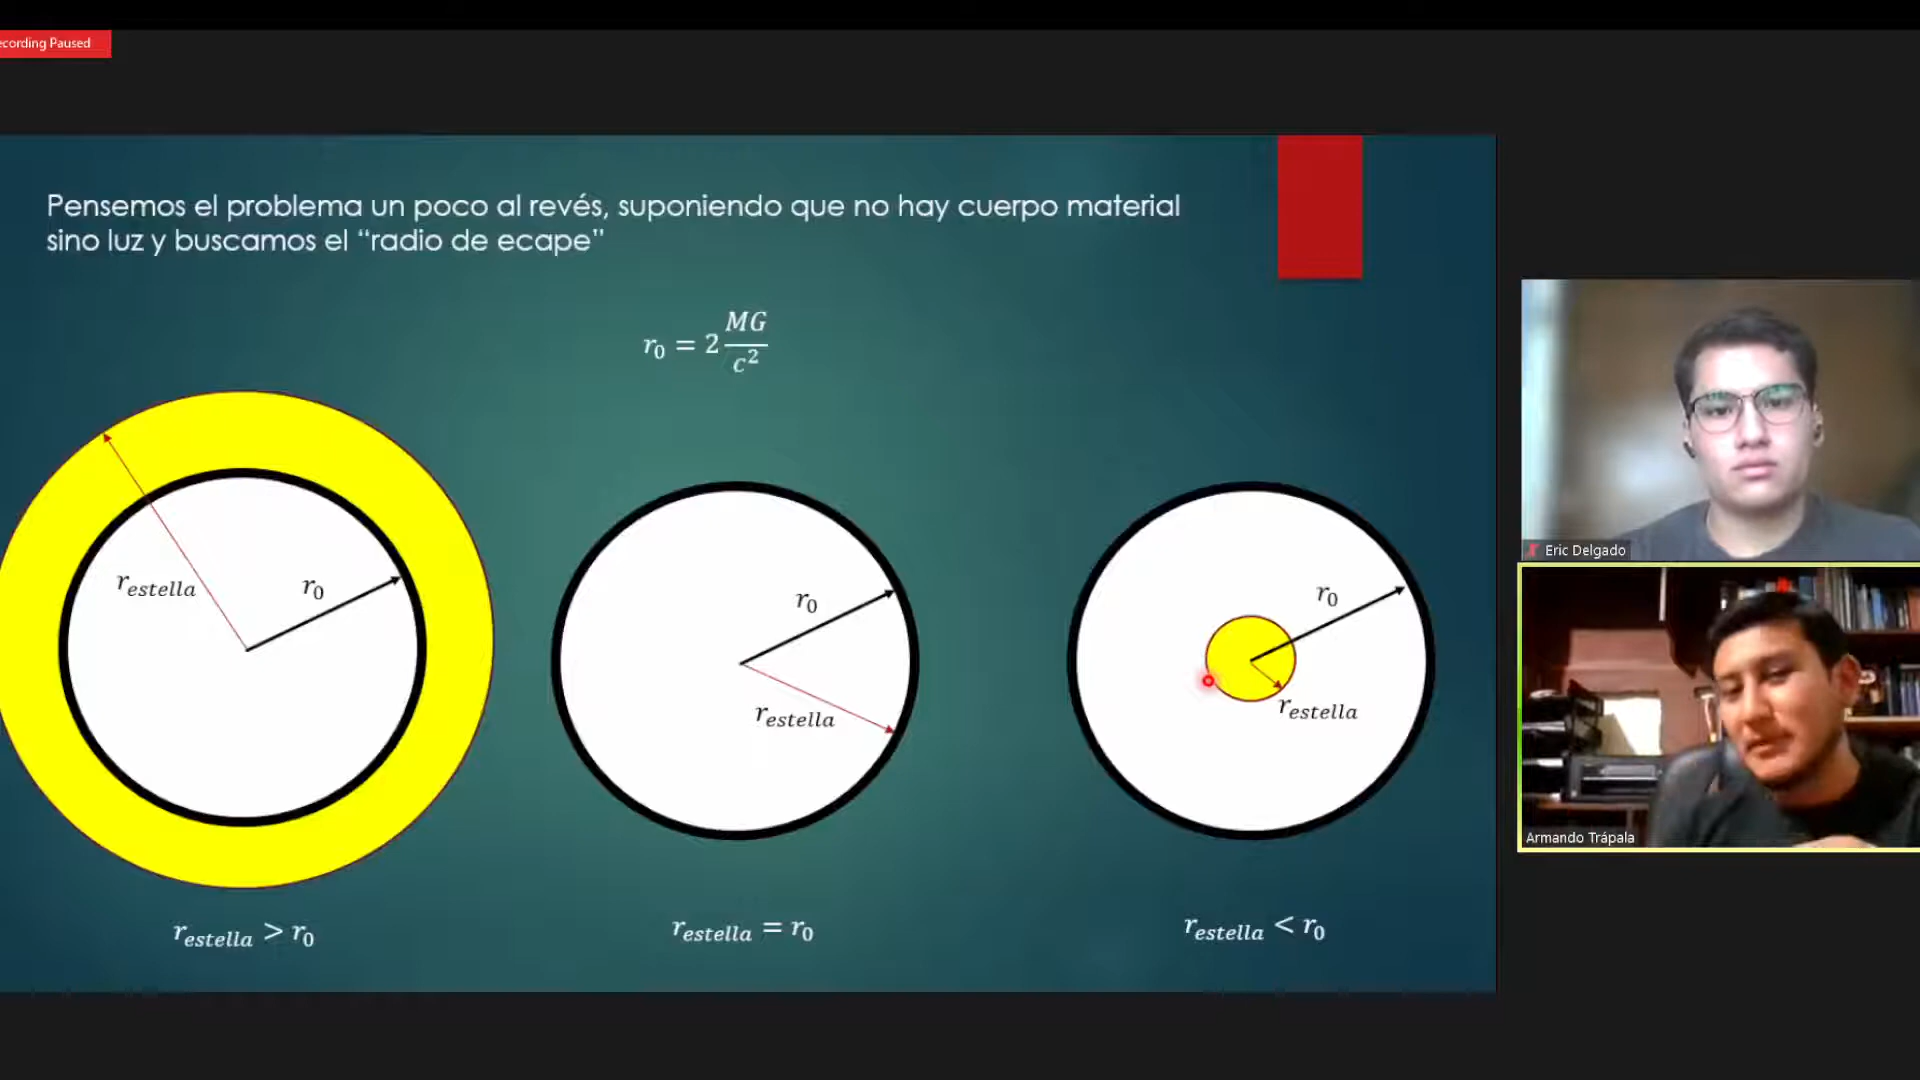 ecording Paused
Pensemos el problema un poco al revés, suponiendo que no hay cuerpo material
sino luz y buscamos el “radio de ecape”
r₀ = 2 MG/c²
r_estella
r₀
r₀
r_estella
r₀
r_estella
r_estella > r₀
r_estella = r₀
r_estella < r₀
Eric Delgado
Armando Trápala